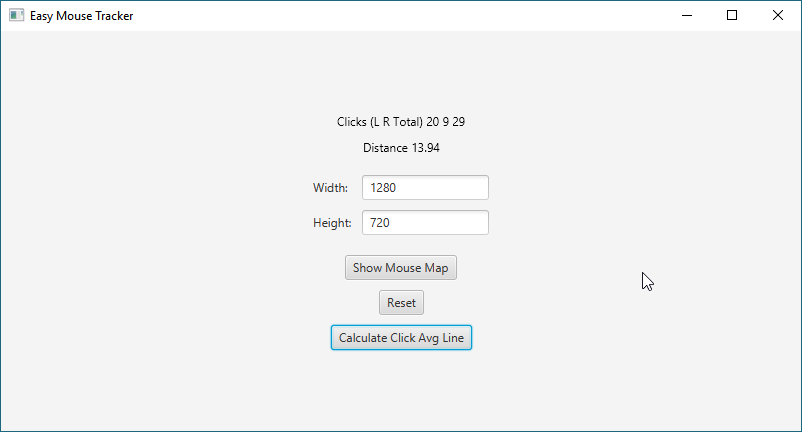 Easy Mouse Tracker
Clicks (L R Total) 20 9 29
Distance 13.94
Width: 1280
Height: 720
Show Mouse Map
Reset
Calculate Click Avg Line